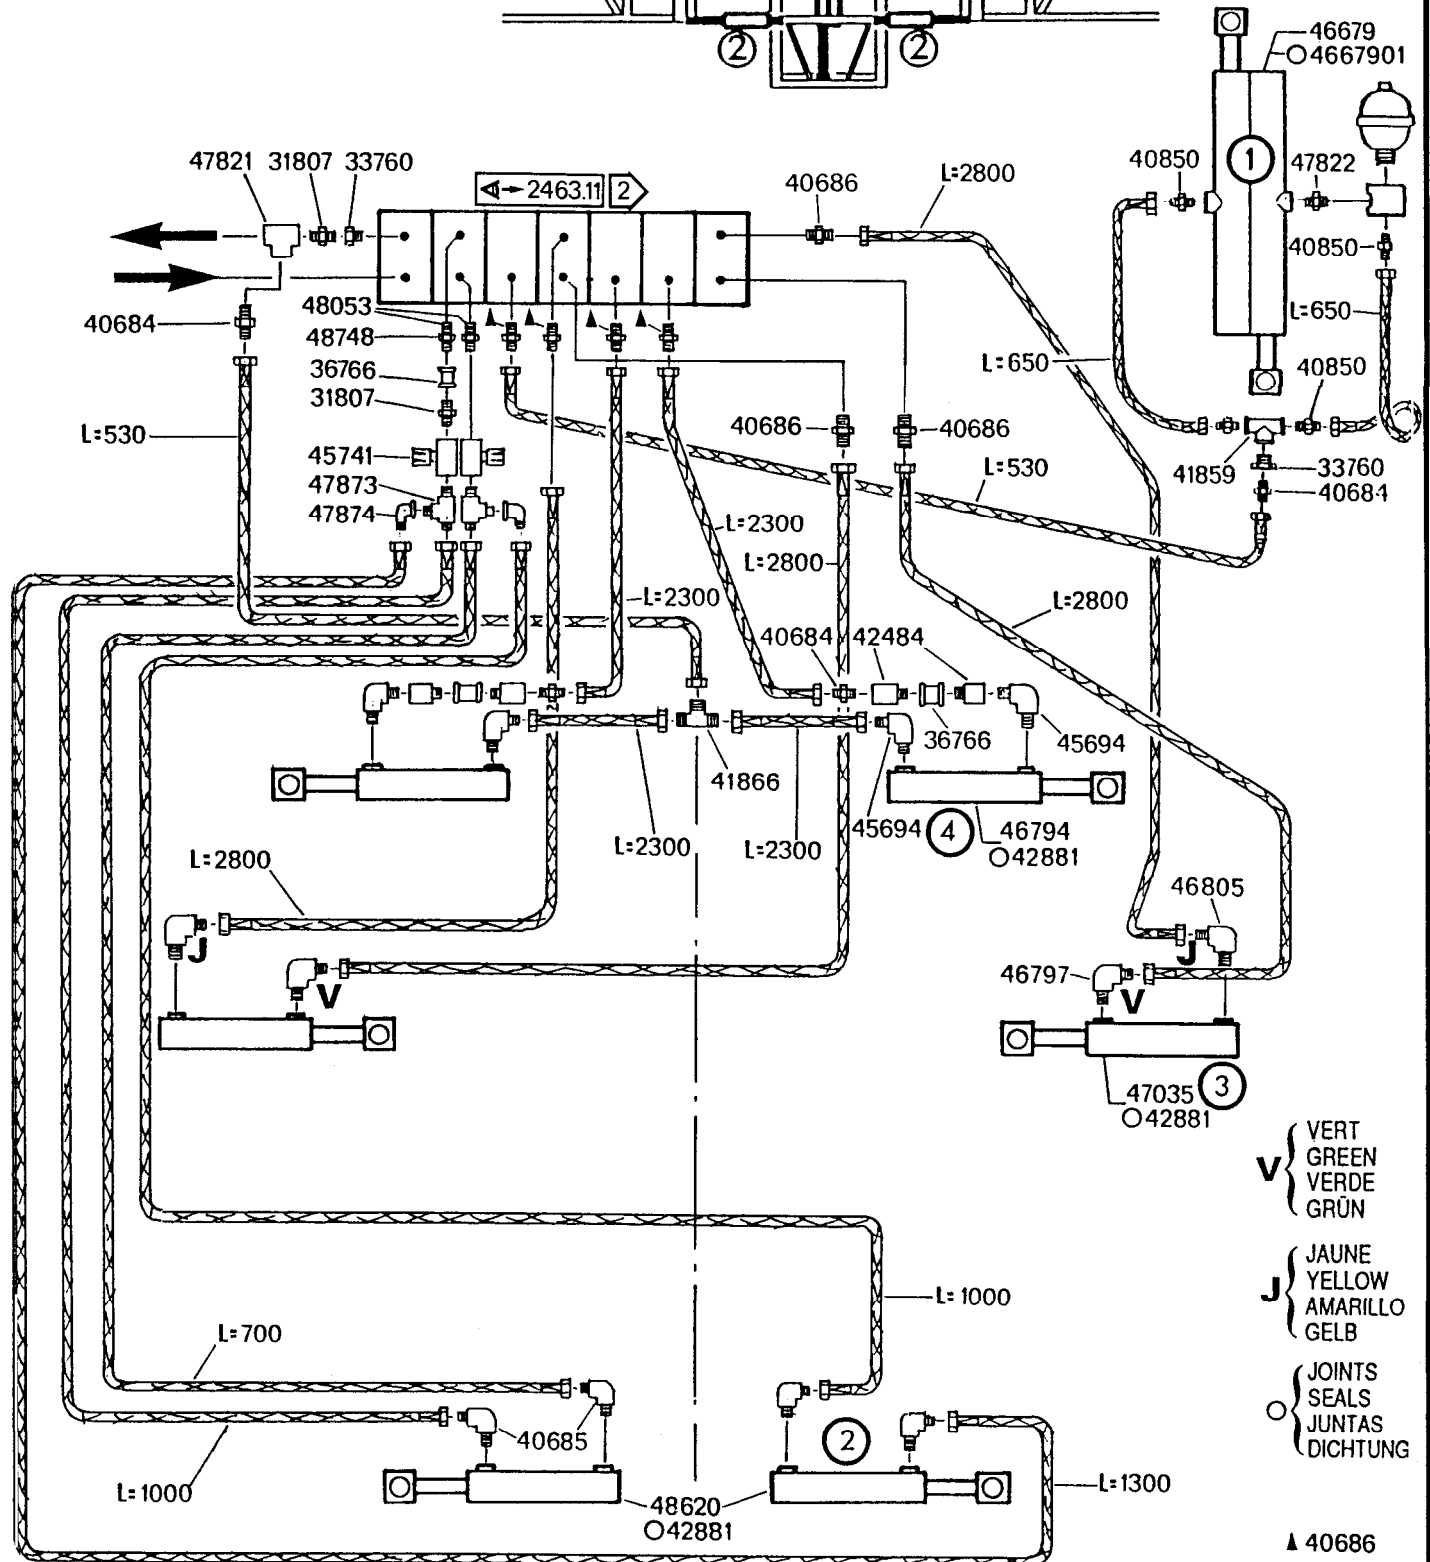 2 2
46679
○4667901
47821 31807 33760
2463.11 2
40686
L=2800
40850
1
47822
40850
40684
48053
48748
36766
31807
L=650
L=650
40850
L=530
45741
47873
47874
40686
40686
L=530
41859
33760
40684
L=2300
L=2800
L=2300
L=2800
40684 42484
36766
45694
41866
45694
4
46794
○42881
L=2300
L=2300
L=2800
46805
J
J
46797
V
V
47035
○42881
3
V
VERT
GREEN
VERDE
GRÜN
J
JAUNE
YELLOW
AMARILLO
GELB
○
JOINTS
SEALS
JUNTAS
DICHTUNG
L=1000
L=700
40685
2
L=1000
L=1300
48620
○42881
▲ 40686